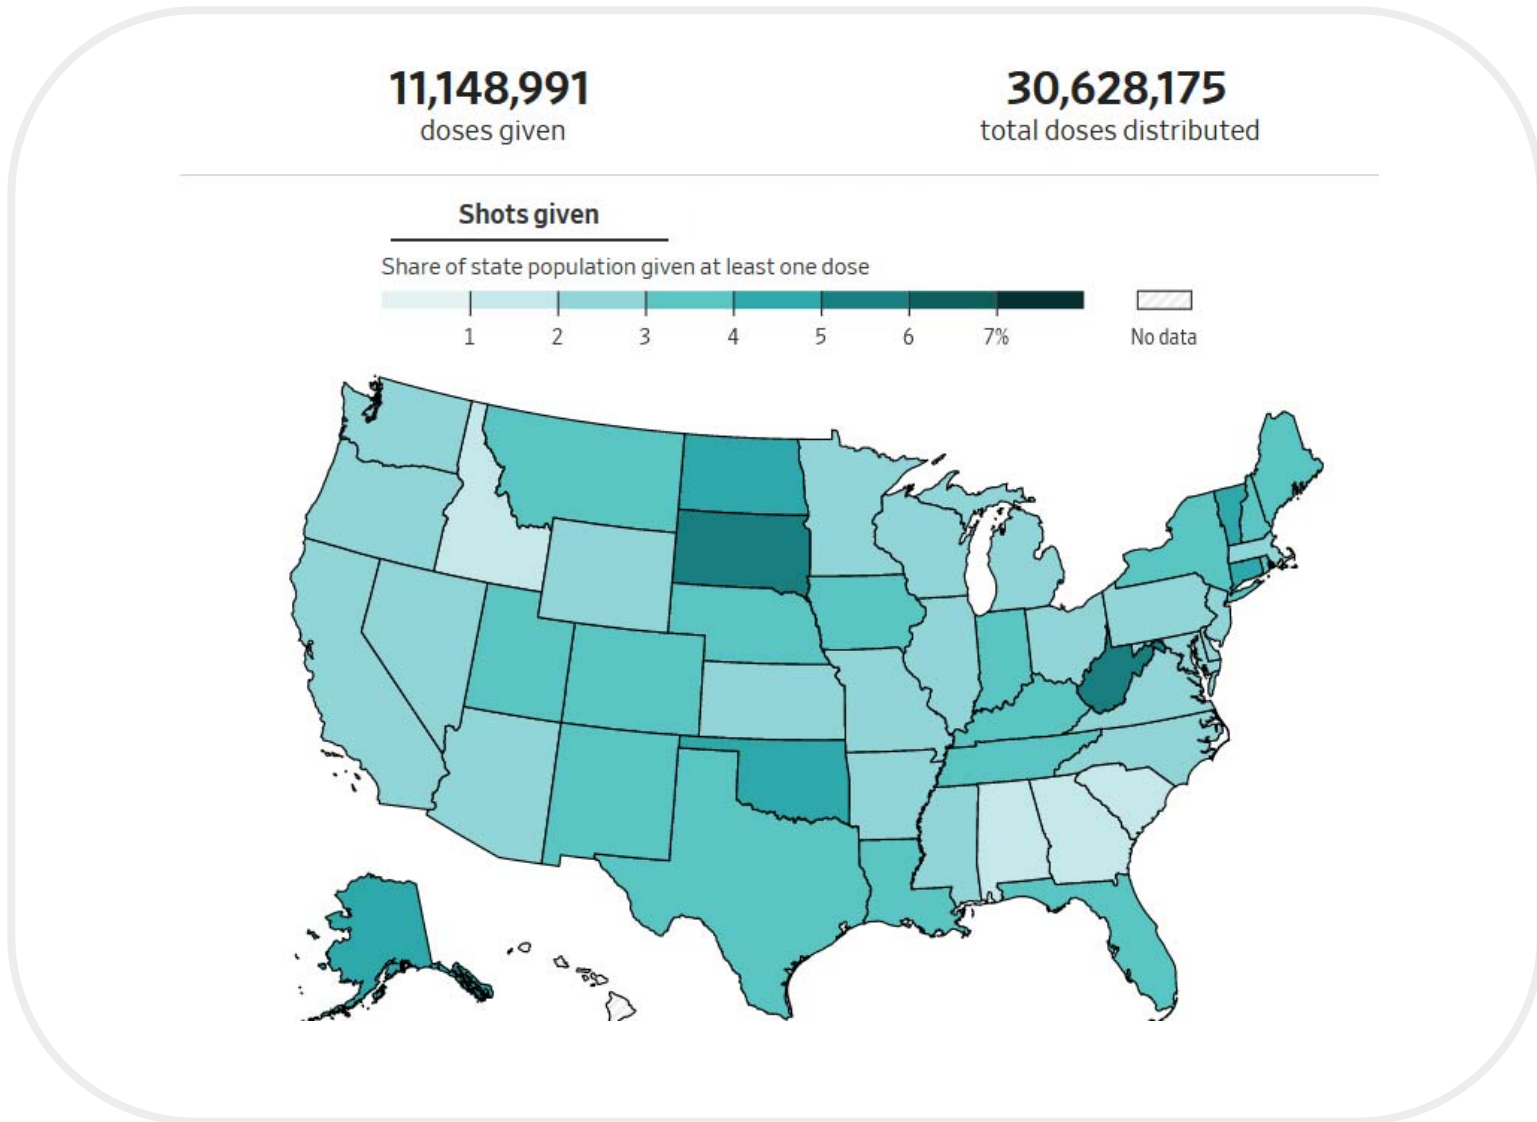 11,148,991
doses given
30,628,175
total doses distributed
Shots given
Share of state population given at least one dose
1 2 3 4 5 6 7%
No data